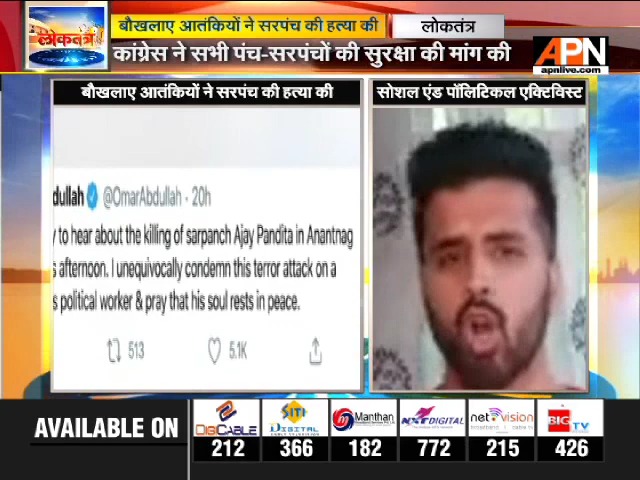 लोकतंत्र
बौखलाए आतंकियों ने सरपंच की हत्या की
लोकतंत्र
कांग्रेस ने सभी पंच-सरपंचों की सुरक्षा की मांग की
APN
apnlive.com
बौखलाए आतंकियों ने सरपंच की हत्या की
सोशल एंड पॉलिटिकल एक्टिविस्ट
dullah @OmarAbdullah · 20h
y to hear about the killing of sarpanch Ajay Pandita in Anantnag
s afternoon. I unequivocally condemn this terror attack on a
s political worker & pray that his soul rests in peace.
513 5.1K
AVAILABLE ON
DIGICABLE
SITI DIGITAL
Manthan
NXT DIGITAL
net vision
BIG TV
212 366 182 772 215 426